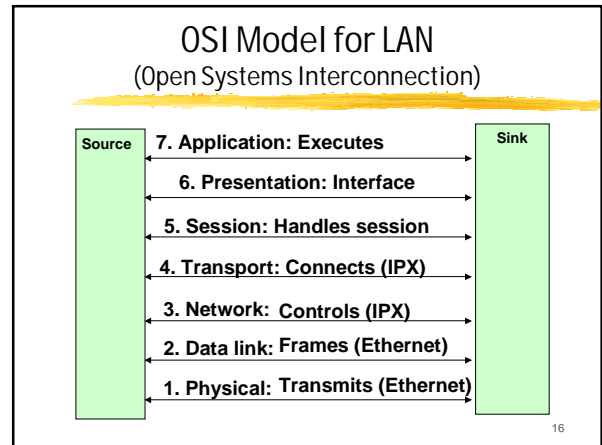 OSI Model for LAN
(Open Systems Interconnection)
Source
Sink
7. Application: Executes
6. Presentation: Interface
5. Session: Handles session
4. Transport: Connects (IPX)
3. Network: Controls (IPX)
2. Data link: Frames (Ethernet)
1. Physical: Transmits (Ethernet)
16